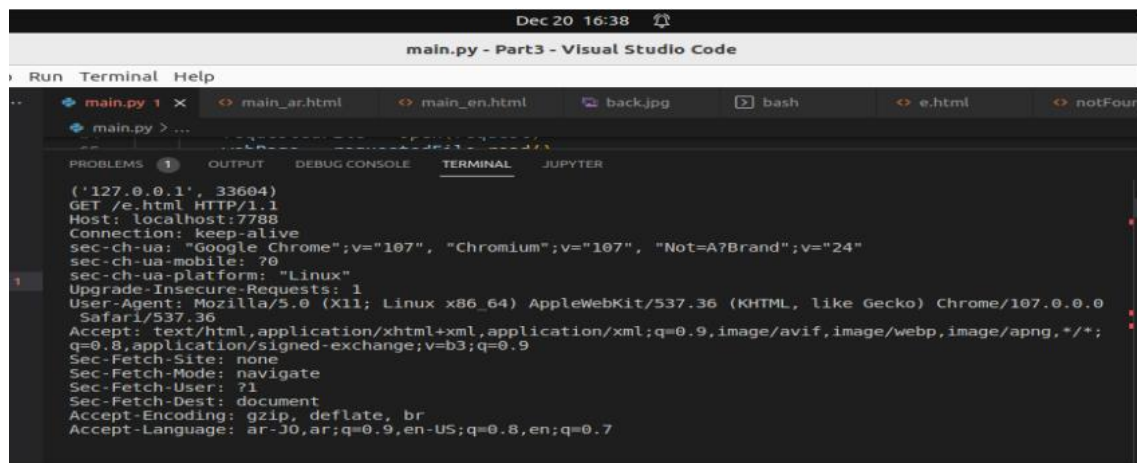 Dec 20 16:38
main.py - Part3 - Visual Studio Code
Run Terminal Help
main.py 1 × main_ar.html main_en.html back.jpg bash e.html notFour
main.py > ...
PROBLEMS 1 OUTPUT DEBUG CONSOLE TERMINAL JUPYTER
('127.0.0.1', 33604)
GET /e.html HTTP/1.1
Host: localhost:7788
Connection: keep-alive
sec-ch-ua: "Google Chrome";v="107", "Chromium";v="107", "Not=A?Brand";v="24"
sec-ch-ua-mobile: ?0
sec-ch-ua-platform: "Linux"
Upgrade-Insecure-Requests: 1
User-Agent: Mozilla/5.0 (X11; Linux x86_64) AppleWebKit/537.36 (KHTML, like Gecko) Chrome/107.0.0.0
Safari/537.36
Accept: text/html,application/xhtml+xml,application/xml;q=0.9,image/avif,image/webp,image/apng,*/*;
q=0.8,application/signed-exchange;v=b3;q=0.9
Sec-Fetch-Site: none
Sec-Fetch-Mode: navigate
Sec-Fetch-User: ?1
Sec-Fetch-Dest: document
Accept-Encoding: gzip, deflate, br
Accept-Language: ar-JO,ar;q=0.9,en-US;q=0.8,en;q=0.7
1